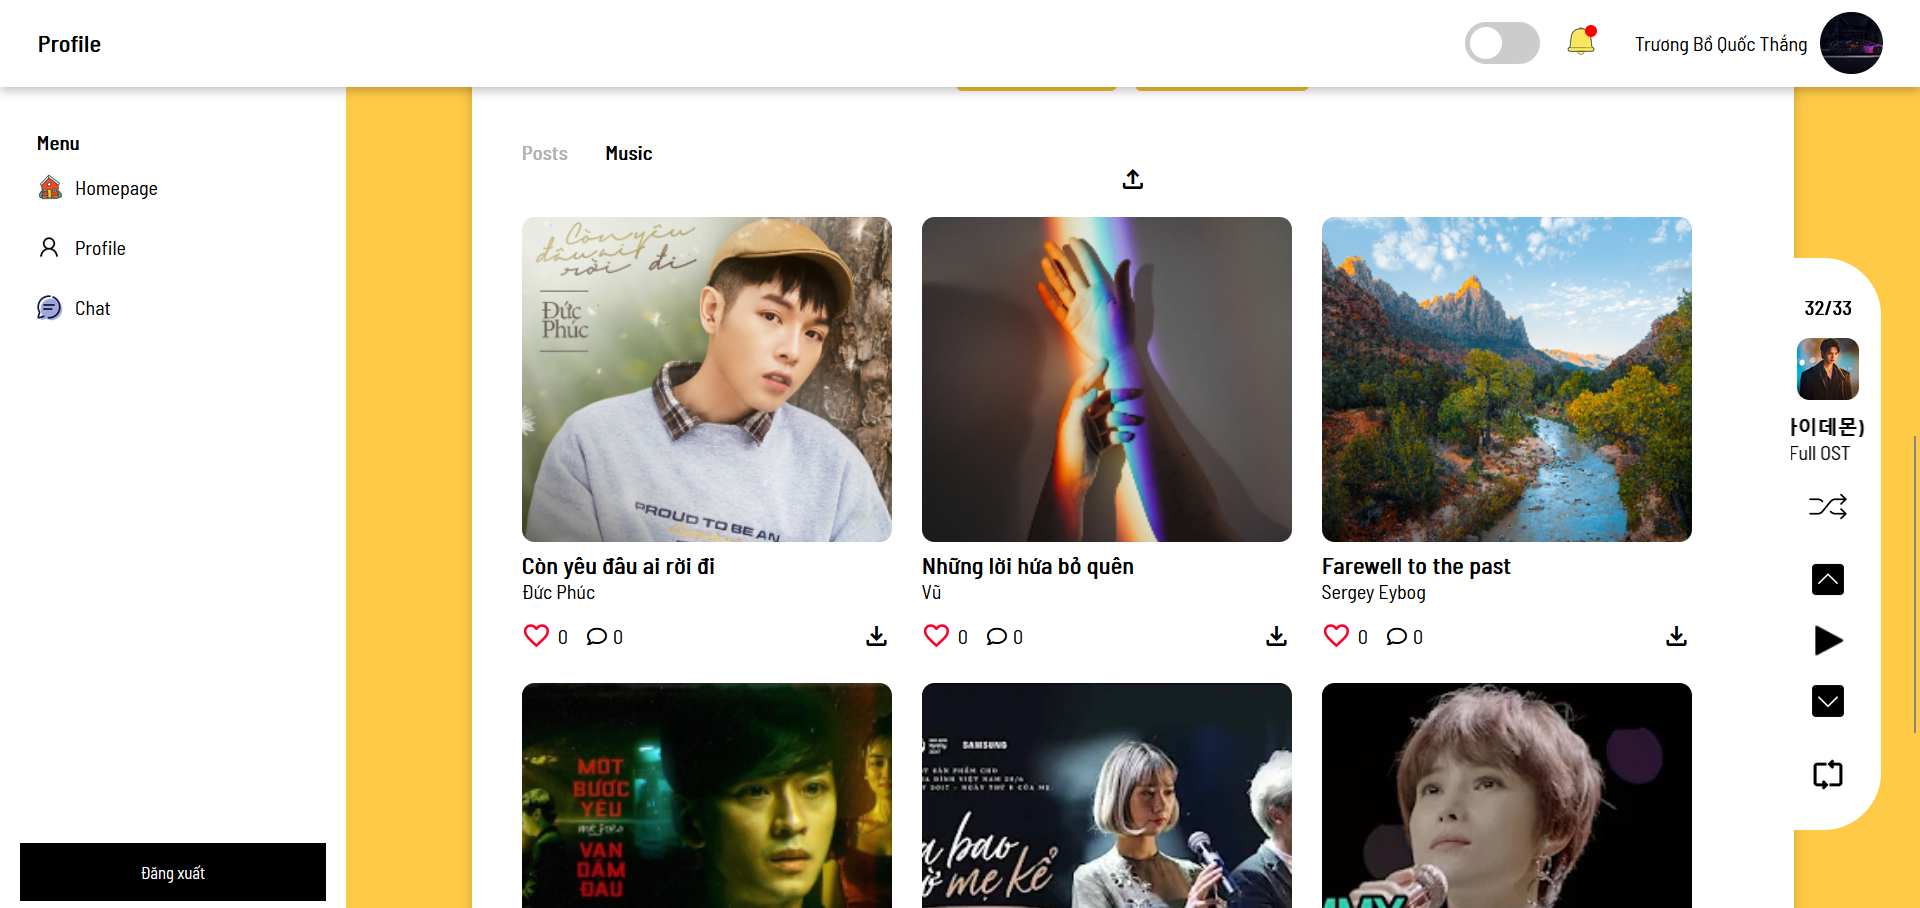 Profile
Trương Bồ Quốc Thắng
Menu
Homepage
Profile
Chat
Đăng xuất
Posts
Music
Còn yêu
đâu ai
rời đi
Đức
Phúc
PROUD TO BE AN
Còn yêu đâu ai rời đi
Đức Phúc
0
0
Những lời hứa bỏ quên
Vũ
0
0
Farewell to the past
Sergey Eybog
0
0
MỘT
BƯỚC
YÊU
VẠN
DẶM
ĐAU
SAMSUNG
a bao
ờ mẹ kể
32/33
이데몬)
Full OST